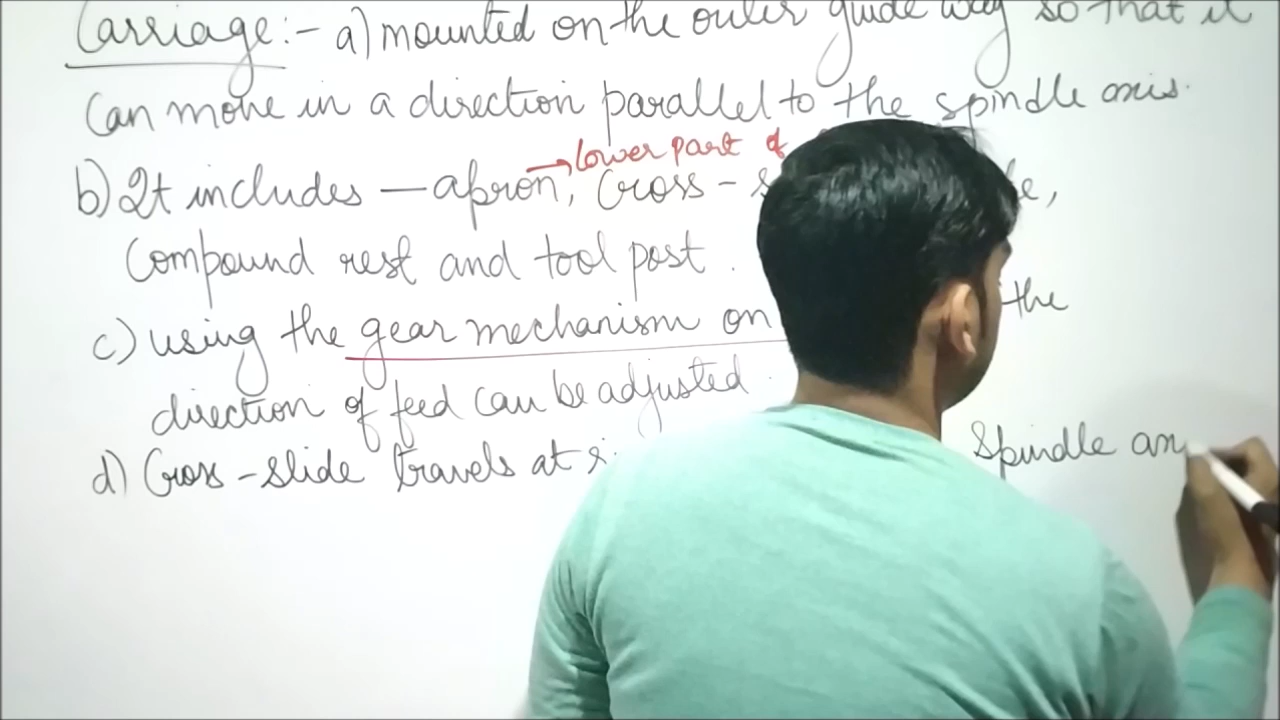 Carriage:- a) mounted on the outer guide way so that it
can move in a direction parallel to the spindle axis.
→ lower part of
b) It includes — apron, Cross-
Compound rest and tool post.
c) using the gear mechanism on the
direction of feed can be adjusted.
d) Cross-slide travels at Spindle